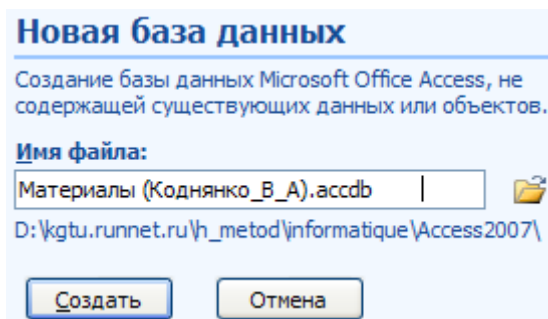 Новая база данных
Создание базы данных Microsoft Office Access, не
содержащей существующих данных или объектов.
Имя файла:
Материалы (Коднянко_В_А).accdb
D:\kgtu.runnet.ru\h_metod\informatique\Access2007\
Создать Отмена